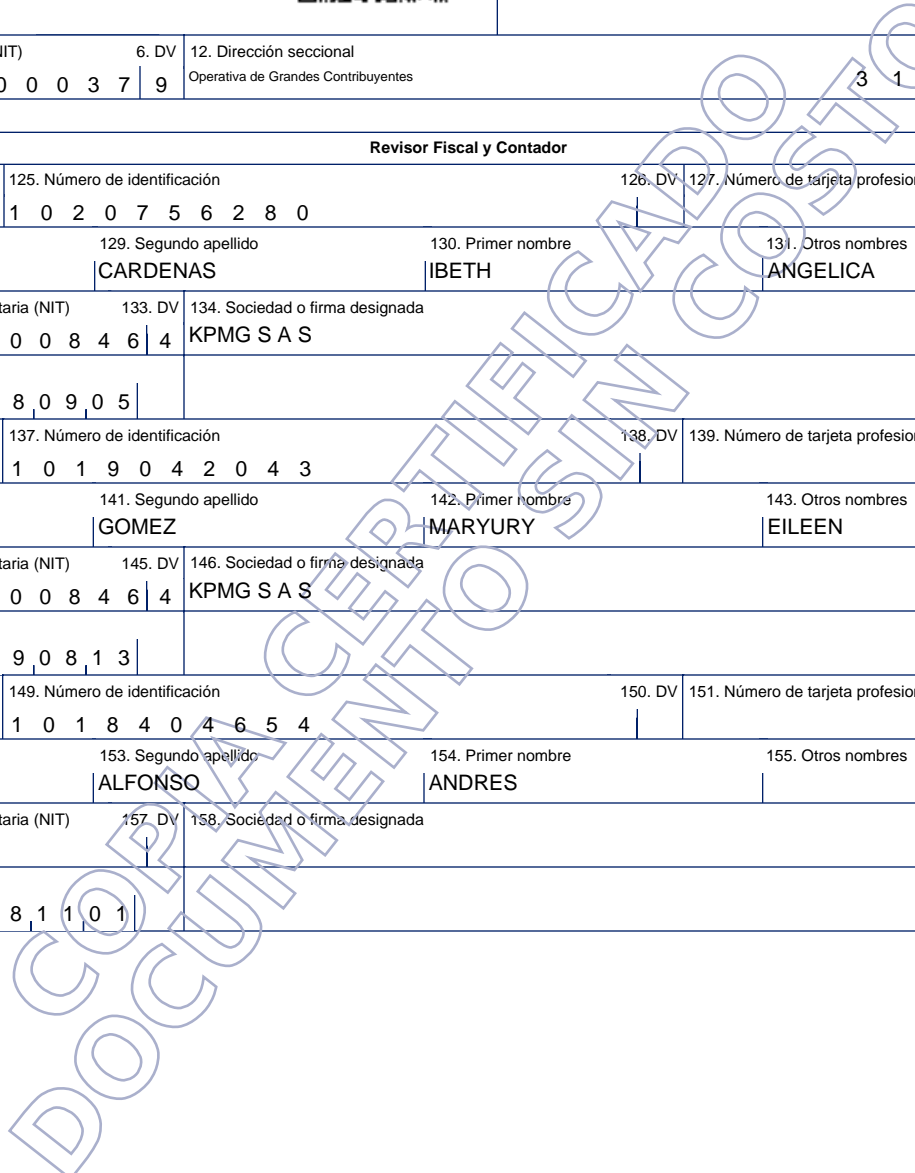 6. DV 12. Dirección seccional
0 0 3 7 9 Operativa de Grandes Contribuyentes 3 1
Revisor Fiscal y Contador
125. Número de identificación 126. DV 127. Número de tarjeta
1 0 2 0 7 5 6 2 8 0
129. Segundo apellido 130. Primer nombre 131. Otros nombres
CARDENAS IBETH ANGELICA
(NIT) 133. DV 134. Sociedad o firma designada
0 0 8 4 6 4 KPMG S A S
8 0 9 0 5
137. Número de identificación 138. DV 139. Número de tarjeta
1 0 1 9 0 4 2 0 4 3
141. Segundo apellido 142. Primer nombre 143. Otros nombres
GOMEZ MARYURY EILEEN
(NIT) 145. DV 146. Sociedad o firma designada
0 0 8 4 6 4 KPMG S A S
9 0 8 1 3
149. Número de identificación 150. DV 151. Número de tarjeta
1 0 1 8 4 0 4 6 5 4
153. Segundo apellido 154. Primer nombre 155. Otros nombres
ALFONSO ANDRES
(NIT) 157. DV 158. Sociedad o firma designada
8 1 1 0 1
COPIA CERTIFICADO
DOCUMENTO SIN COSTO